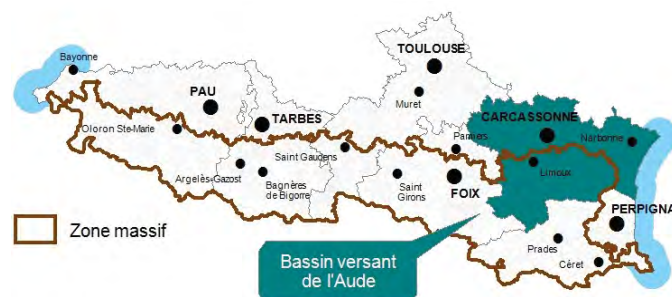 Bayonne
TOULOUSE
PAU
Muret
TARBES
CARCASSONNE
Oloron Ste-Marie
Pamiers
Narbonne
Saint Gaudens
Limoux
Argelès-Gazost
Bagnères
de Bigorre
Saint
Girons
FOIX
PERPIGNA
Zone massif
Prades
Bassin versant
de l'Aude
Céret